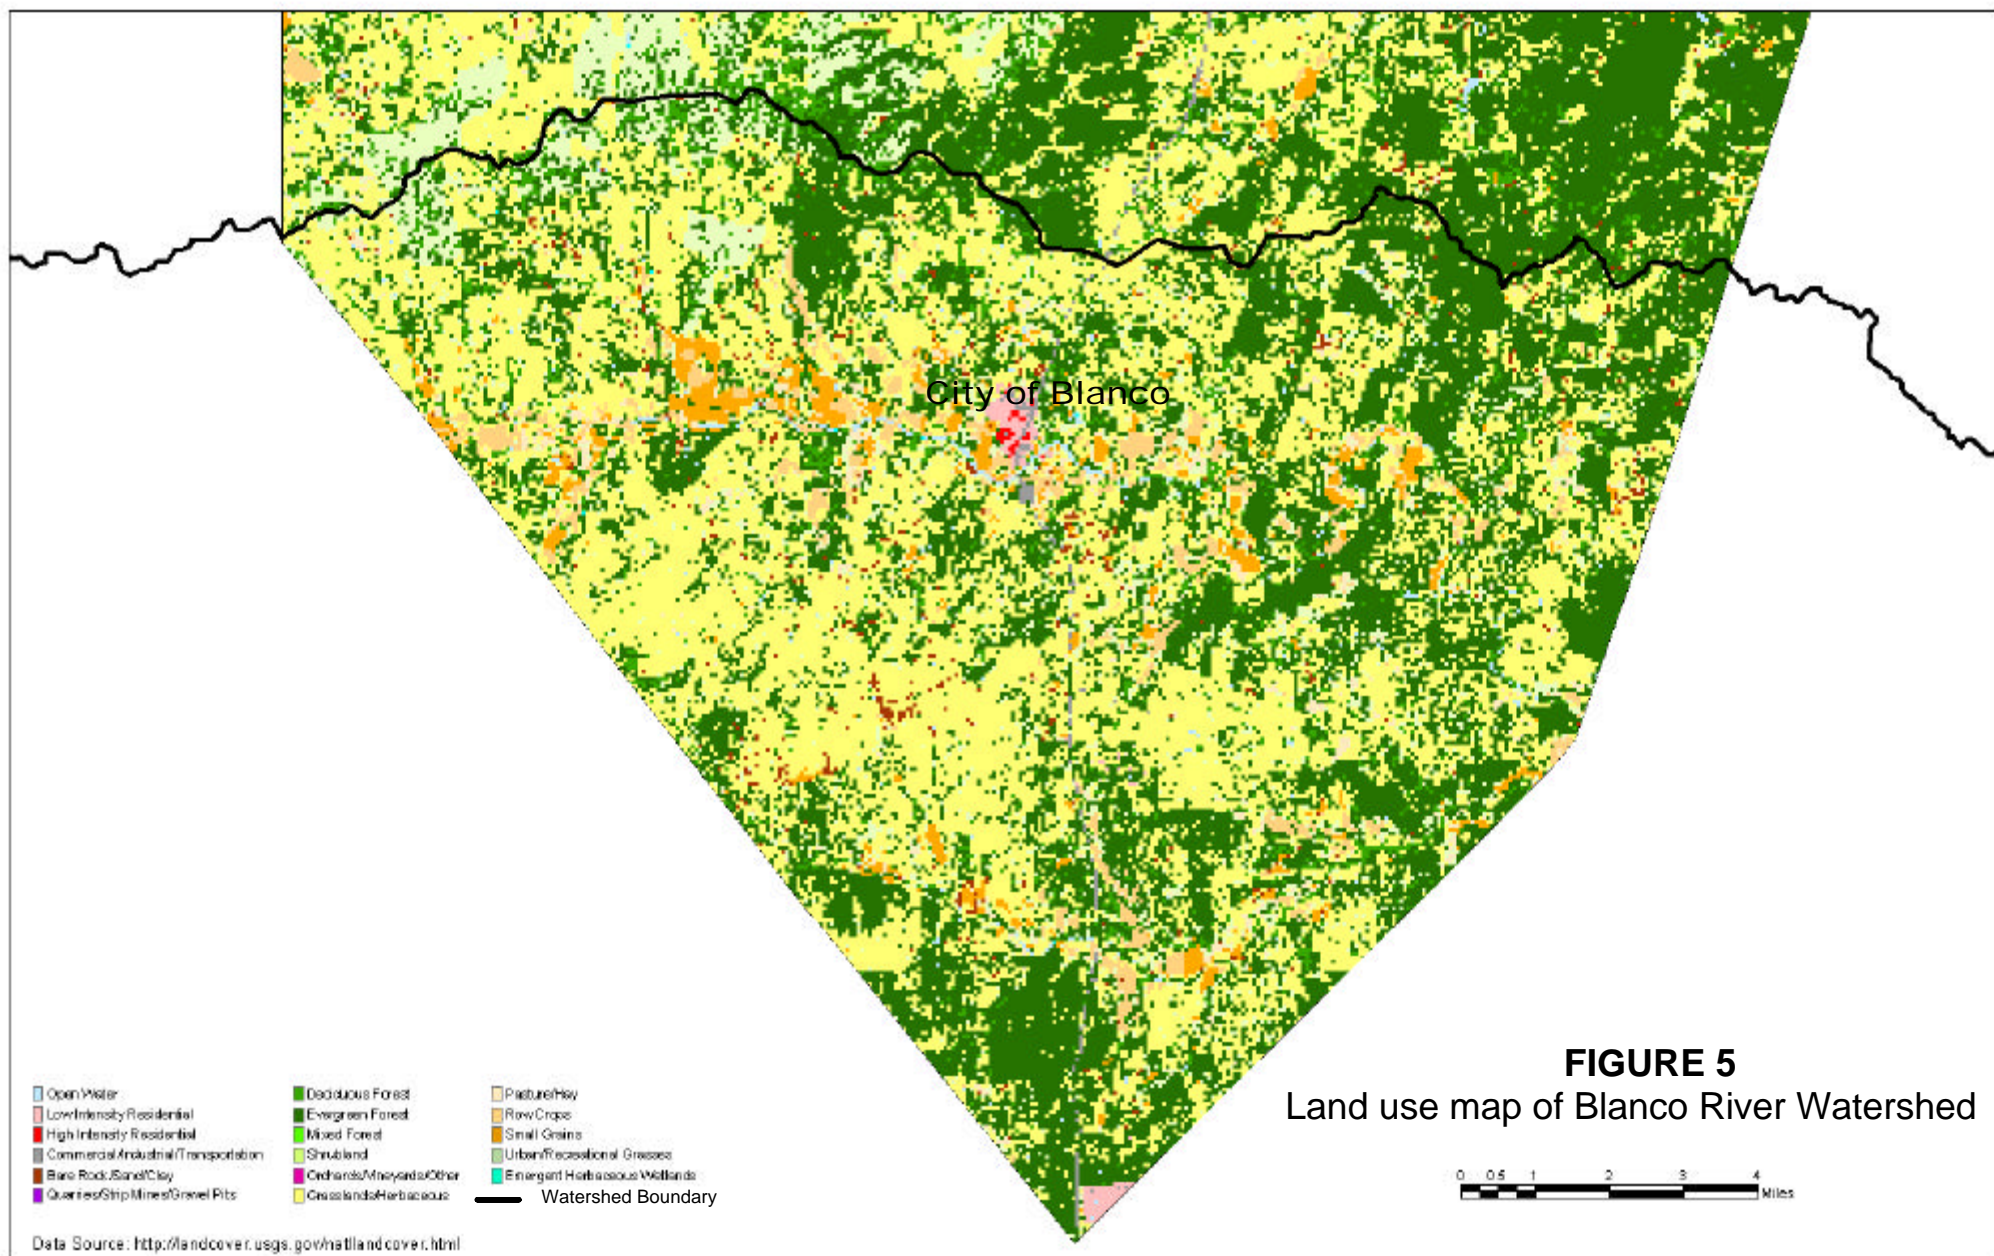 City of Blanco
FIGURE 5
Land use map of Blanco River Watershed
0 0.5 1 2 3 4
Miles
Open Water
Low Intensity Residential
High Intensity Residential
Commercial/Industrial/Transportation
Bare Rock/Sand/Clay
Quarries/Strip Mines/Gravel Pits
Deciduous Forest
Evergreen Forest
Mixed Forest
Shrubland
Orchards/Vineyards/Other
Grasslands/Herbaceous
Pasture/Hay
Row Crops
Small Grains
Urban/Recreational Grasses
Emergent Herbaceous Wetlands
Watershed Boundary
Data Source: http://landcover.usgs.gov/natllandcover.html